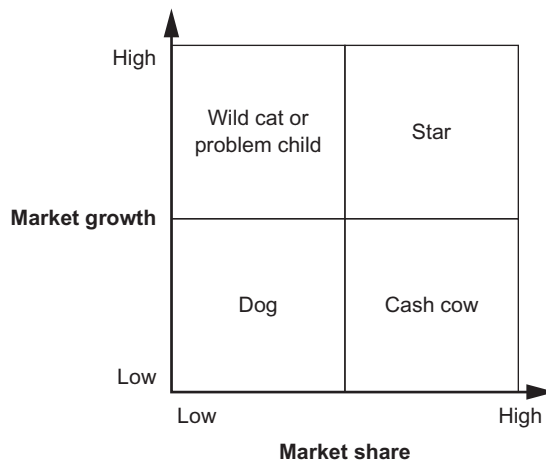 High
Wild cat or
problem child
Star
Market growth
Dog
Cash cow
Low
Low
High
Market share